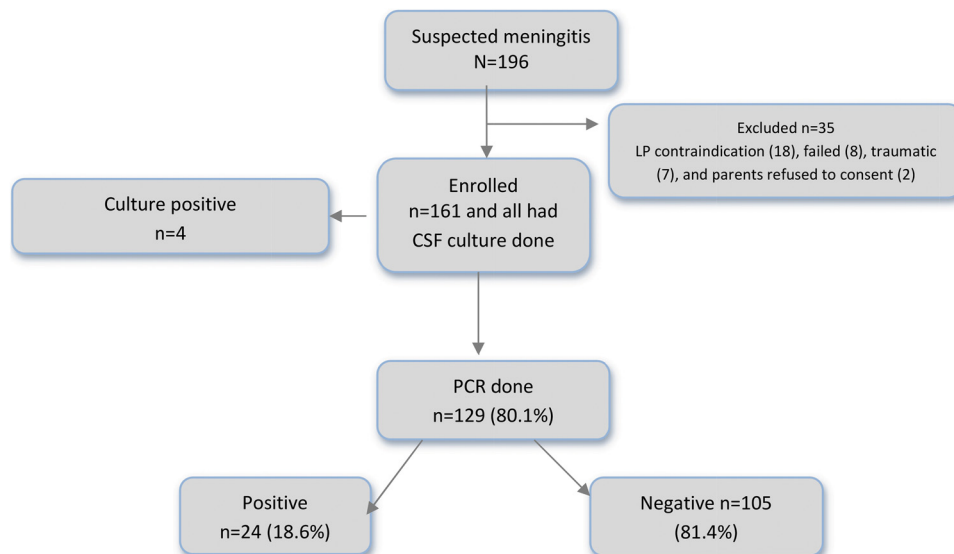 Suspected meningitis
N=196
Excluded n=35
LP contraindication (18), failed (8), traumatic
(7), and parents refused to consent (2)
Enrolled
n=161 and all had
CSF culture done
Culture positive
n=4
PCR done
n=129 (80.1%)
Positive
n=24 (18.6%)
Negative n=105
(81.4%)